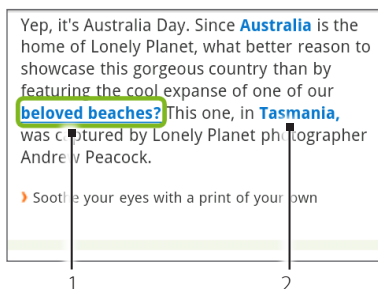 Yep, it's Australia Day. Since Australia is the
home of Lonely Planet, what better reason to
showcase this gorgeous country than by
featuring the cool expanse of one of our
beloved beaches? This one, in Tasmania,
was captured by Lonely Planet photographer
Andrew Peacock.
Soothe your eyes with a print of your own
1 2